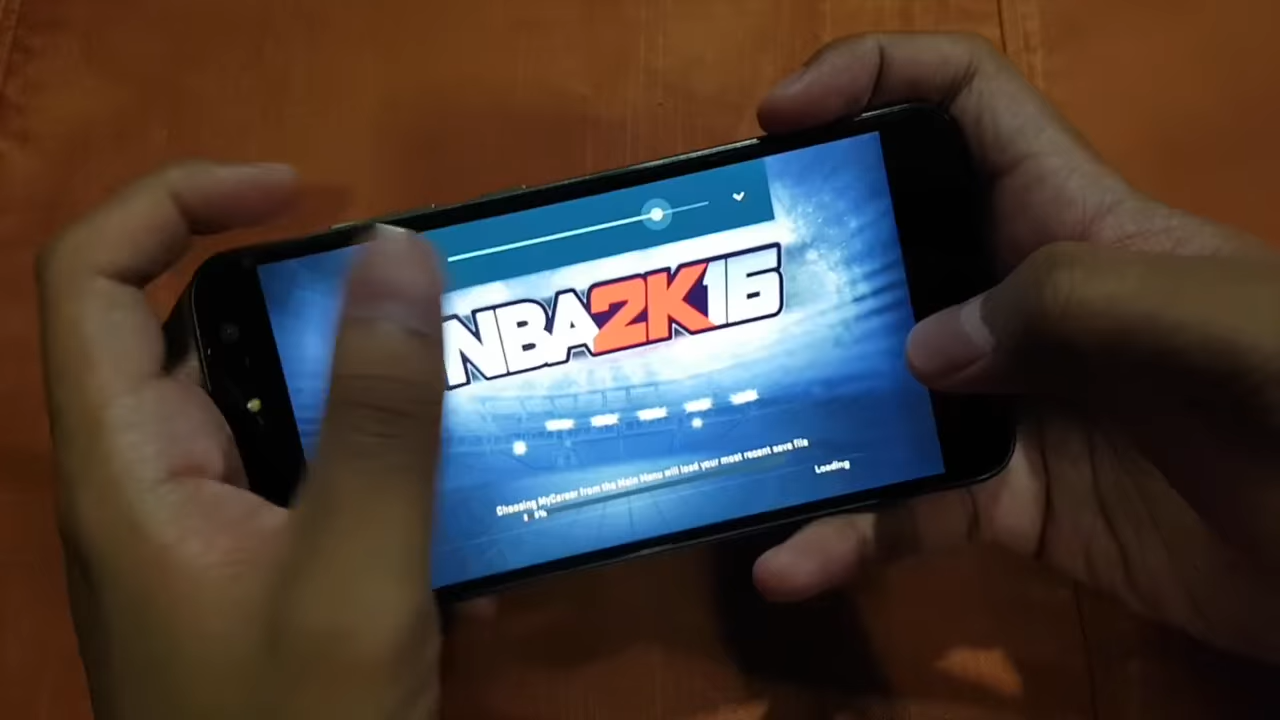 NBA2K16
Choosing MyCareer from the Main Menu will load your most recent save file
Loading